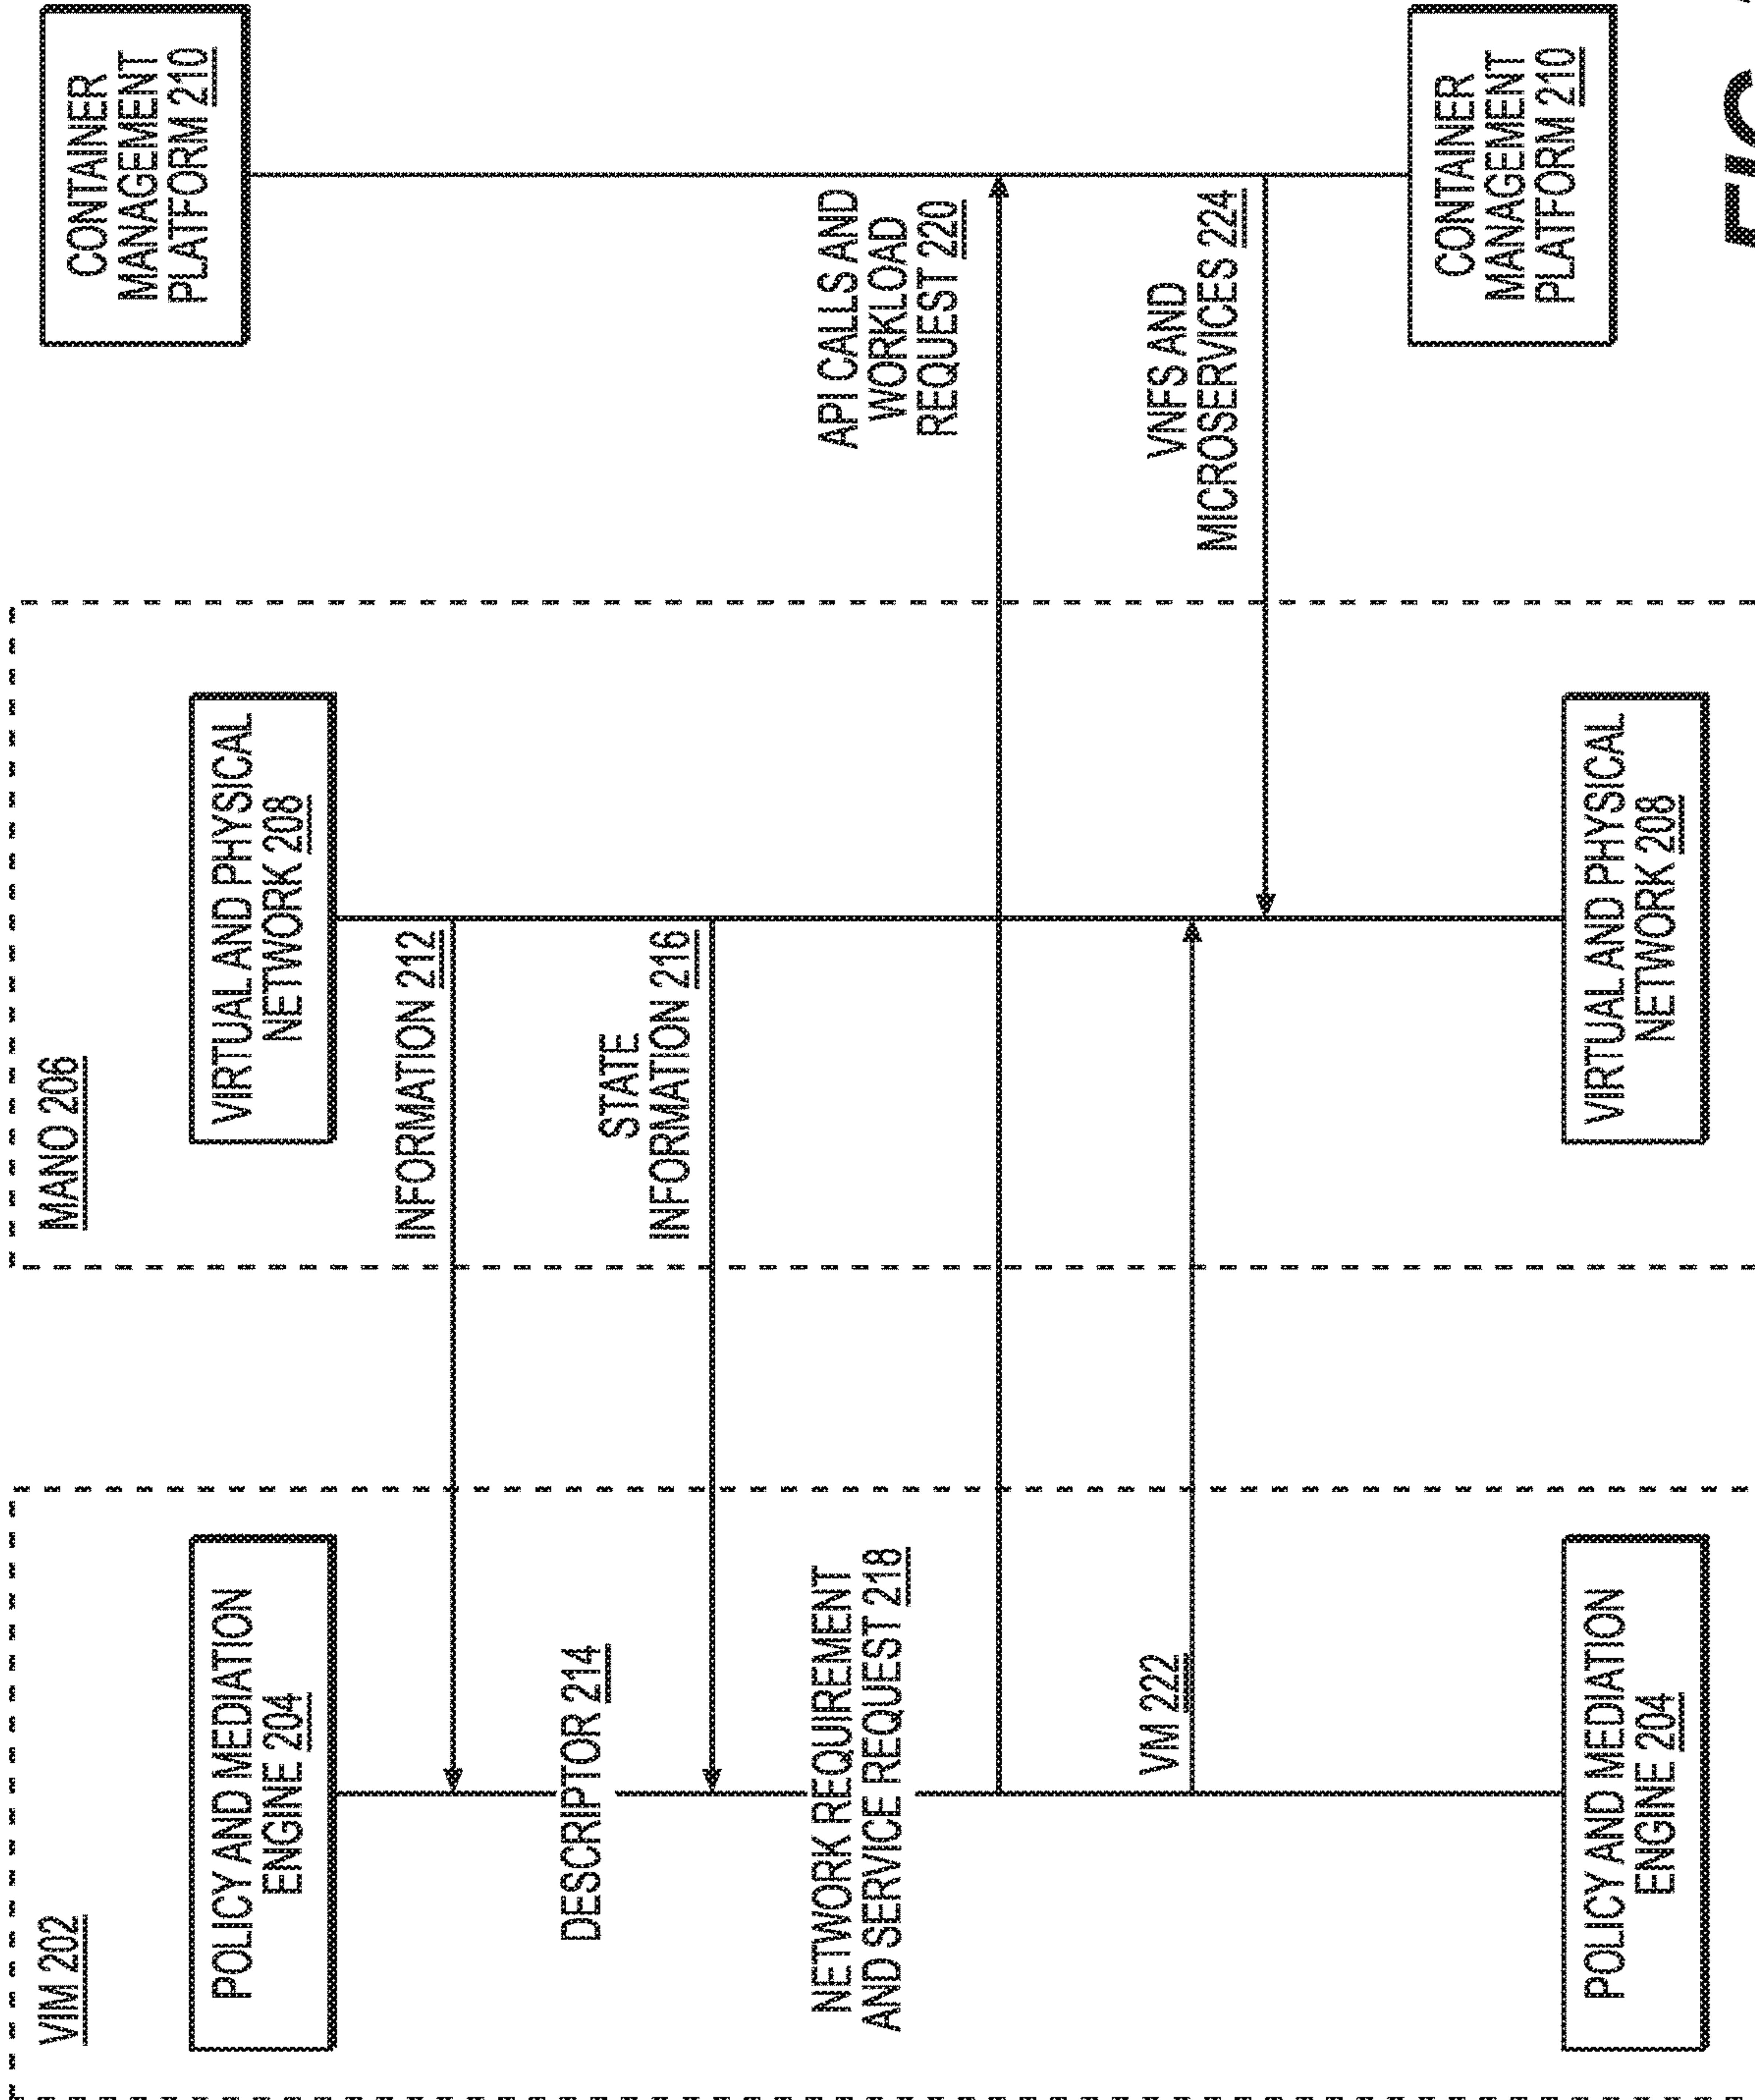 VIM 202
MANO 206
CONTAINER
MANAGEMENT
PLATFORM 210
POLICY AND MEDIATION
ENGINE 204
VIRTUAL AND PHYSICAL
NETWORK 208
INFORMATION 212
DESCRIPTOR 214
STATE
INFORMATION 216
NETWORK REQUIREMENT
AND SERVICE REQUEST 218
API CALLS AND
WORKLOAD
REQUEST 220
VM 222
VNFS AND
MICROSERVICES 224
POLICY AND MEDIATION
ENGINE 204
VIRTUAL AND PHYSICAL
NETWORK 208
CONTAINER
MANAGEMENT
PLATFORM 210